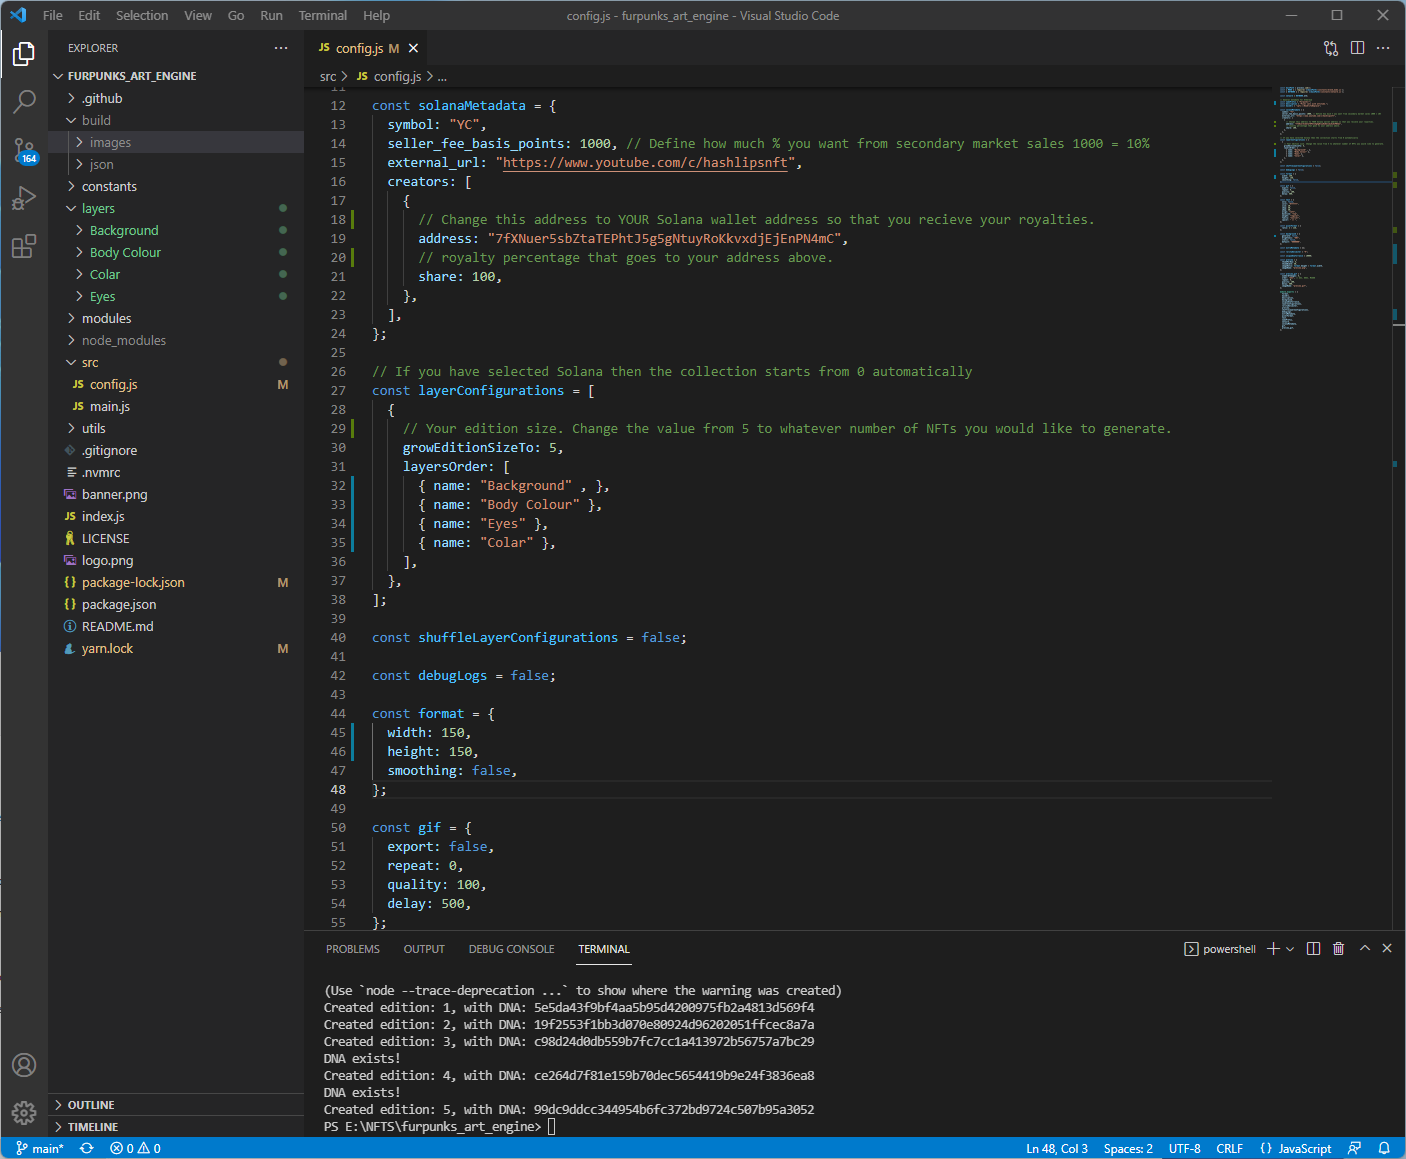 File Edit Selection View Go Run Terminal Help
config.js - furpunks_art_engine - Visual Studio Code
EXPLORER
FURPUNKS_ART_ENGINE
.github
build
images
json
constants
layers
Background
Body Colour
Colar
Eyes
modules
node_modules
src
config.js M
main.js
utils
.gitignore
.nvmrc
banner.png
index.js
LICENSE
logo.png
package-lock.json M
package.json
README.md
yarn.lock M
OUTLINE
TIMELINE
164
JS config.js M
src > JS config.js > ...
11
12 const solanaMetadata = {
13 symbol: "YC",
14 seller_fee_basis_points: 1000, // Define how much % you want from secondary market sales 1000 = 10%
15 external_url: "https://www.youtube.com/c/hashlipsnft",
16 creators: [
17 {
18 // Change this address to YOUR Solana wallet address so that you recieve your royalties.
19 address: "7fXNuer5sbZtaTEPhtJ5g5gNtuyRoKkvxdjEjEnPN4mC",
20 // royalty percentage that goes to your address above.
21 share: 100,
22 },
23 ],
24 };
25
26 // If you have selected Solana then the collection starts from 0 automatically
27 const layerConfigurations = [
28 {
29 // Your edition size. Change the value from 5 to whatever number of NFTs you would like to generate.
30 growEditionSizeTo: 5,
31 layersOrder: [
32 { name: "Background" , },
33 { name: "Body Colour" },
34 { name: "Eyes" },
35 { name: "Colar" },
36 ],
37 },
38 ];
39
40 const shuffleLayerConfigurations = false;
41
42 const debugLogs = false;
43
44 const format = {
45 width: 150,
46 height: 150,
47 smoothing: false,
48 };
49
50 const gif = {
51 export: false,
52 repeat: 0,
53 quality: 100,
54 delay: 500,
55 };
PROBLEMS OUTPUT DEBUG CONSOLE TERMINAL
powershell
(Use `node --trace-deprecation ...` to show where the warning was created)
Created edition: 1, with DNA: 5e5da43f9bf4aa5b95d4200975fb2a4813d569f4
Created edition: 2, with DNA: 19f2553f1bb3d070e80924d96202051ffcec8a7a
Created edition: 3, with DNA: c98d24d0db559b7fc7cc1a413972b56757a7bc29
DNA exists!
Created edition: 4, with DNA: ce264d7f81e159b70dec5654419b9e24f3836ea8
DNA exists!
Created edition: 5, with DNA: 99dc9ddcc344954b6fc372bd9724c507b95a3052
PS E:\NFTS\furpunks_art_engine>
main* 0 0 Ln 48, Col 3 Spaces: 2 UTF-8 CRLF {} JavaScript